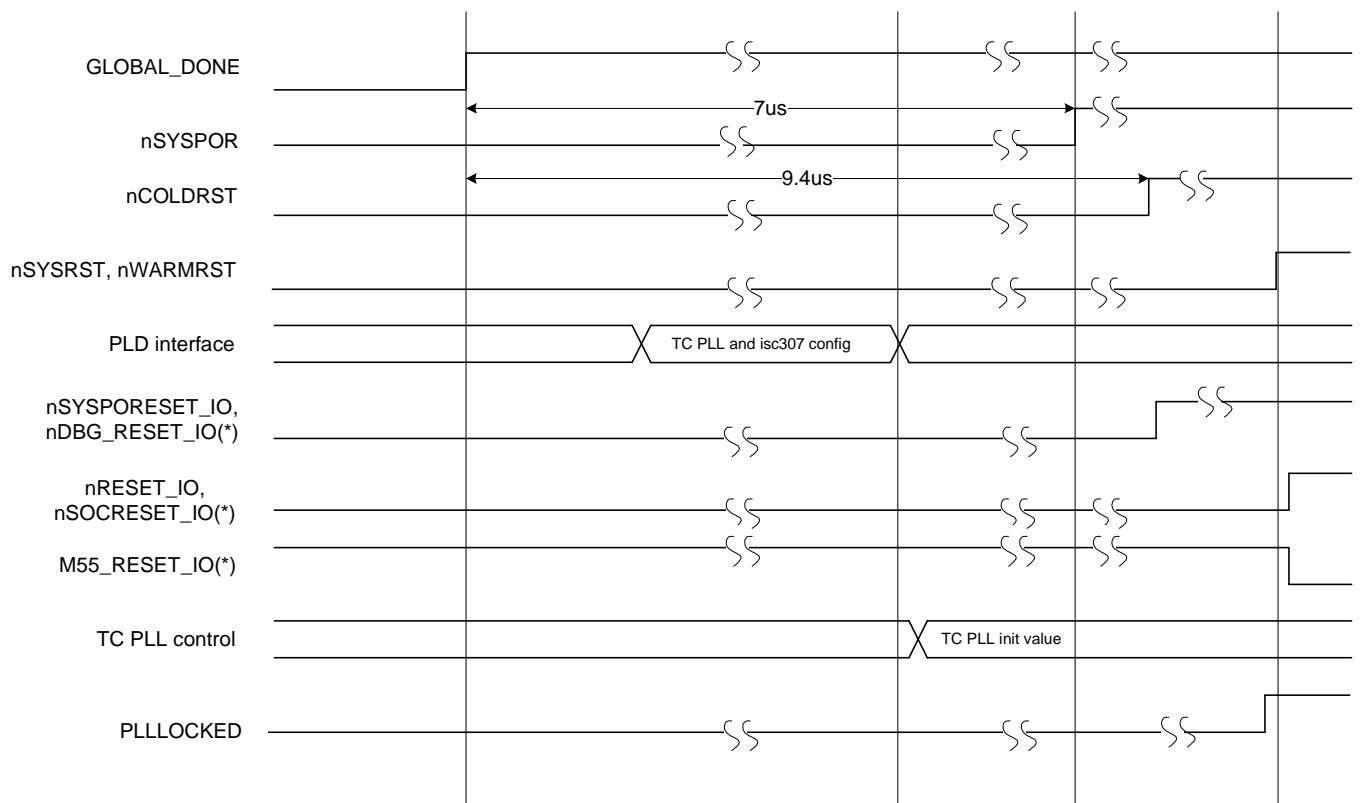 GLOBAL_DONE
7us
nSYSPOR
9.4us
nCOLDRST
nSYSRST, nWARMRST
PLD interface
TC PLL and isc307 config
nSYSPORESET_IO,
nDBG_RESET_IO(*)
nRESET_IO,
nSOCRESET_IO(*)
M55_RESET_IO(*)
TC PLL control
TC PLL init value
PLLLOCKED